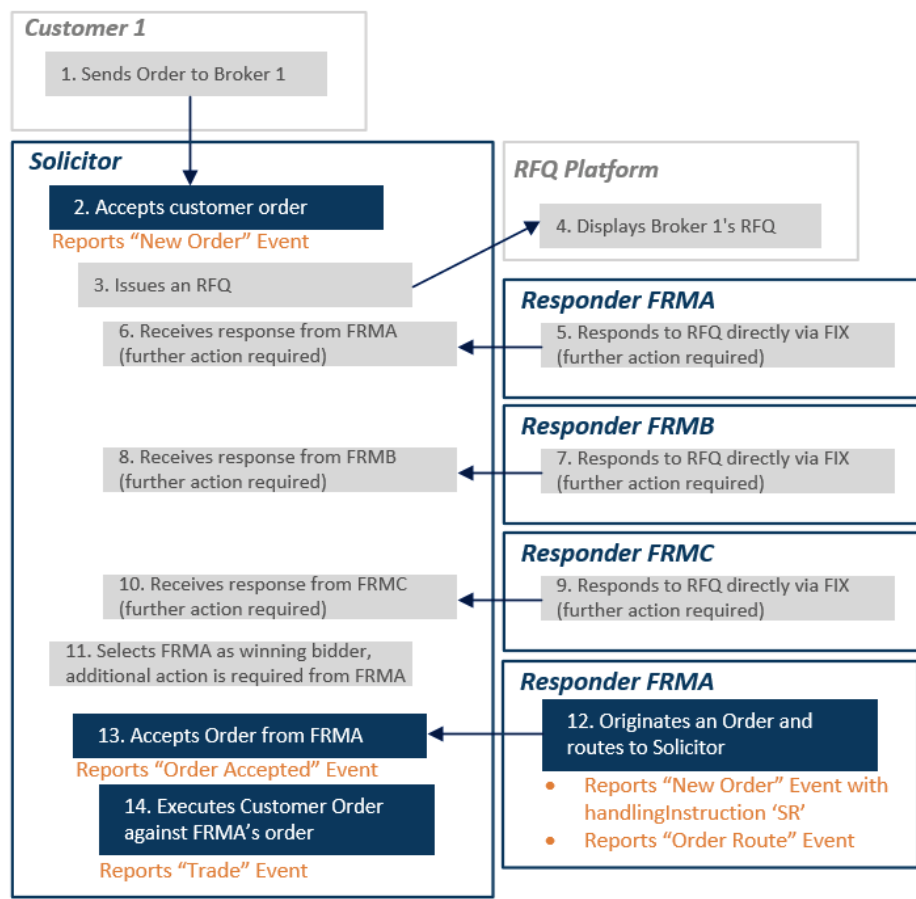 Customer 1
1. Sends Order to Broker 1
Solicitor
2. Accepts customer order
Reports “New Order” Event
3. Issues an RFQ
RFQ Platform
4. Displays Broker 1's RFQ
Responder FRMA
5. Responds to RFQ directly via FIX
(further action required)
6. Receives response from FRMA
(further action required)
Responder FRMB
7. Responds to RFQ directly via FIX
(further action required)
8. Receives response from FRMB
(further action required)
Responder FRMC
9. Responds to RFQ directly via FIX
(further action required)
10. Receives response from FRMC
(further action required)
11. Selects FRMA as winning bidder,
additional action is required from FRMA
Responder FRMA
12. Originates an Order and
routes to Solicitor
• Reports “New Order” Event with
handlingInstruction ‘SR’
• Reports “Order Route” Event
13. Accepts Order from FRMA
Reports “Order Accepted” Event
14. Executes Customer Order
against FRMA’s order
Reports “Trade” Event